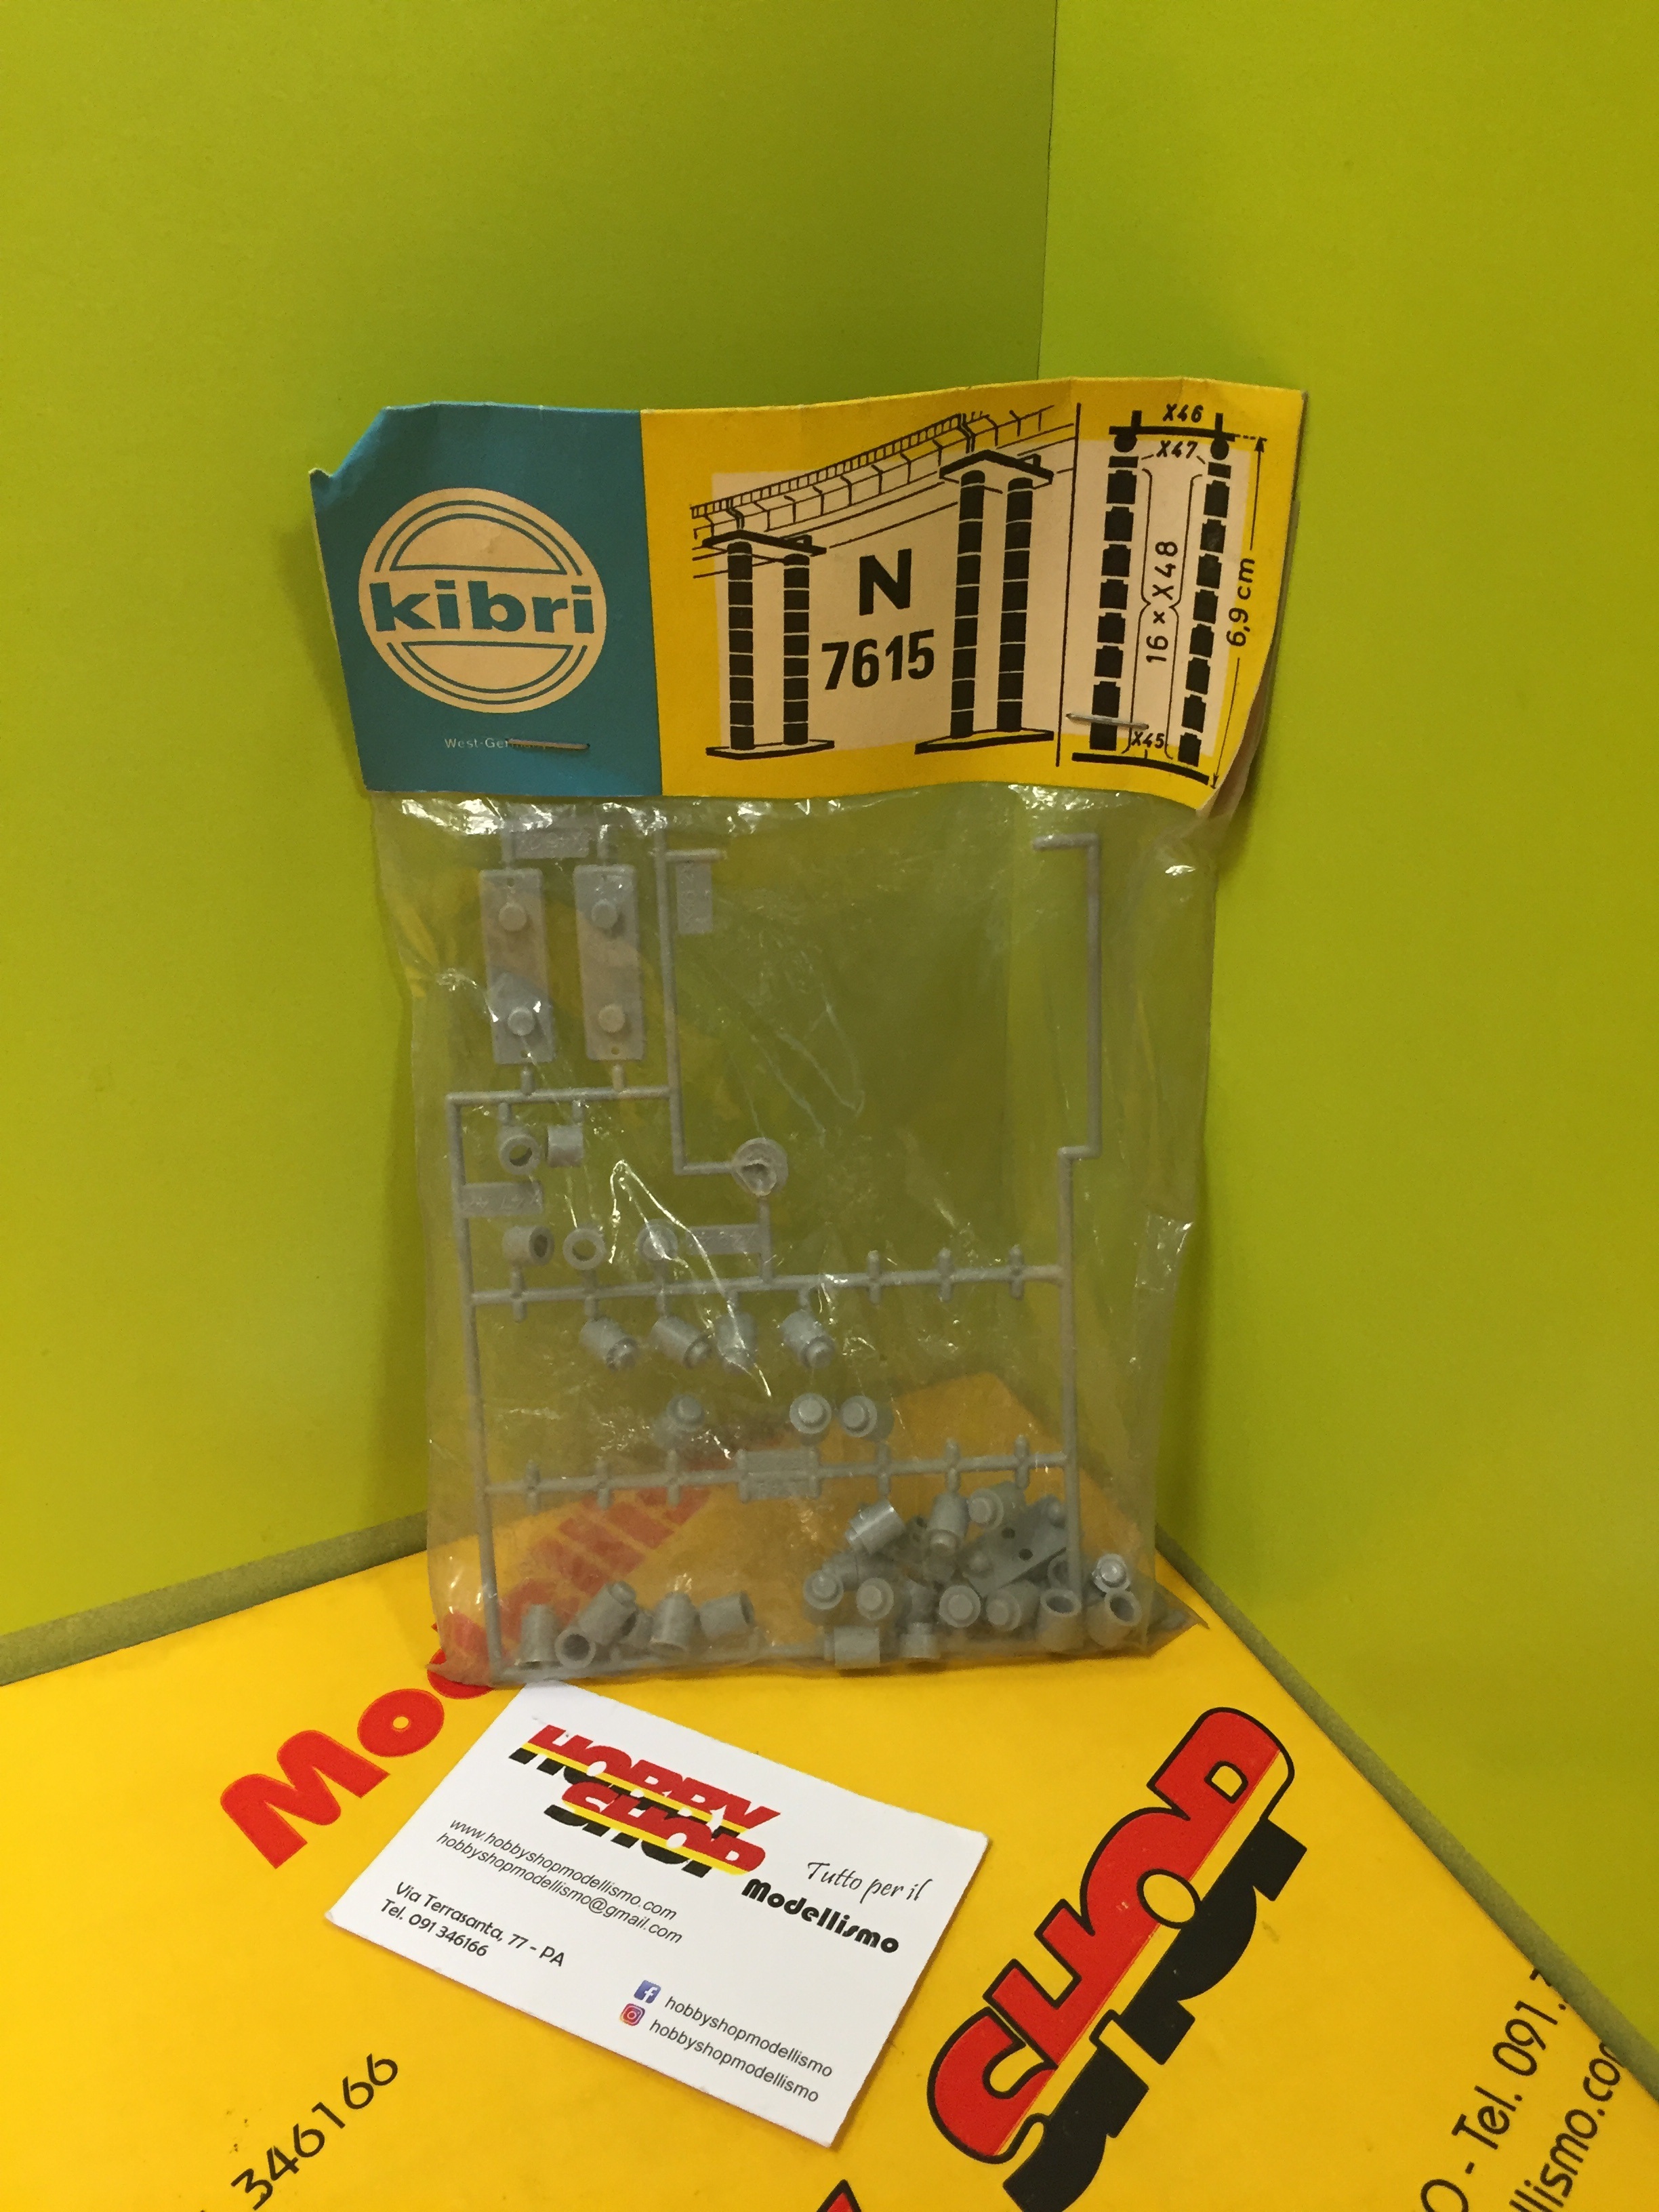 kibri
West-Ger
N
7615
X46
X47
16 x X48
6,9 cm
X45
HOBBY
SHOP
www.hobbyshopmodellismo.com
hobbyshopmodellismo@gmail.com
Tutto per il
Modellismo
Via Terrasanta, 77 - PA
Tel. 091 346166
hobbyshopmodellismo
hobbyshopmodellismo
Mod
SHOP
346166
- Tel. 091.
llismo.co